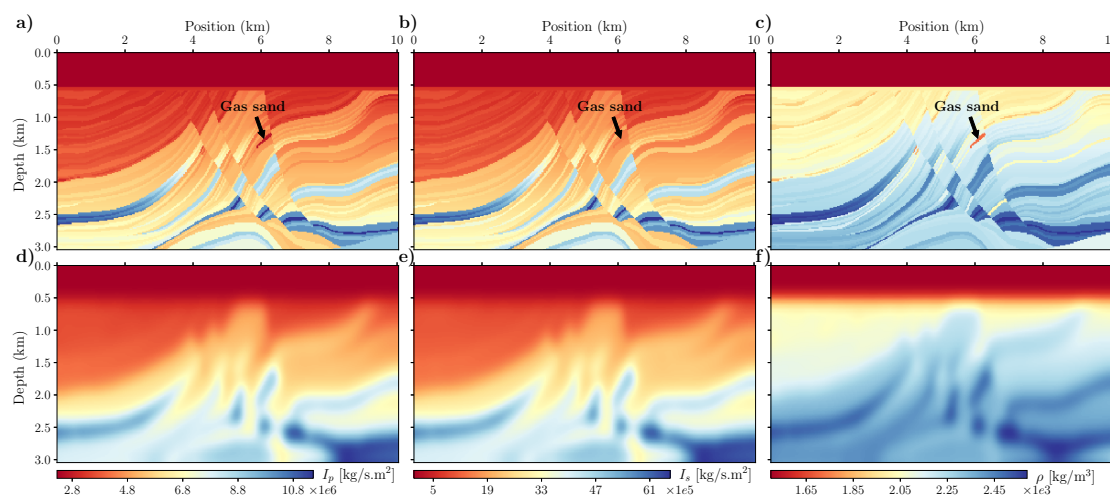 a)
Position (km)
b)
Position (km)
c)
Position (km)
0 2 4 6 8 10
0 2 4 6 8 10
0 2 4 6 8 10
Depth (km)
0.0
0.5
1.0
1.5
2.0
2.5
3.0
Gas sand
Gas sand
Gas sand
d)
e)
f)
Depth (km)
0.0
0.5
1.0
1.5
2.0
2.5
3.0
I_p [kg/s.m²]
2.8 4.8 6.8 8.8 10.8 ×1e6
I_s [kg/s.m²]
5 19 33 47 61 ×1e5
ρ [kg/m³]
1.65 1.85 2.05 2.25 2.45 ×1e3